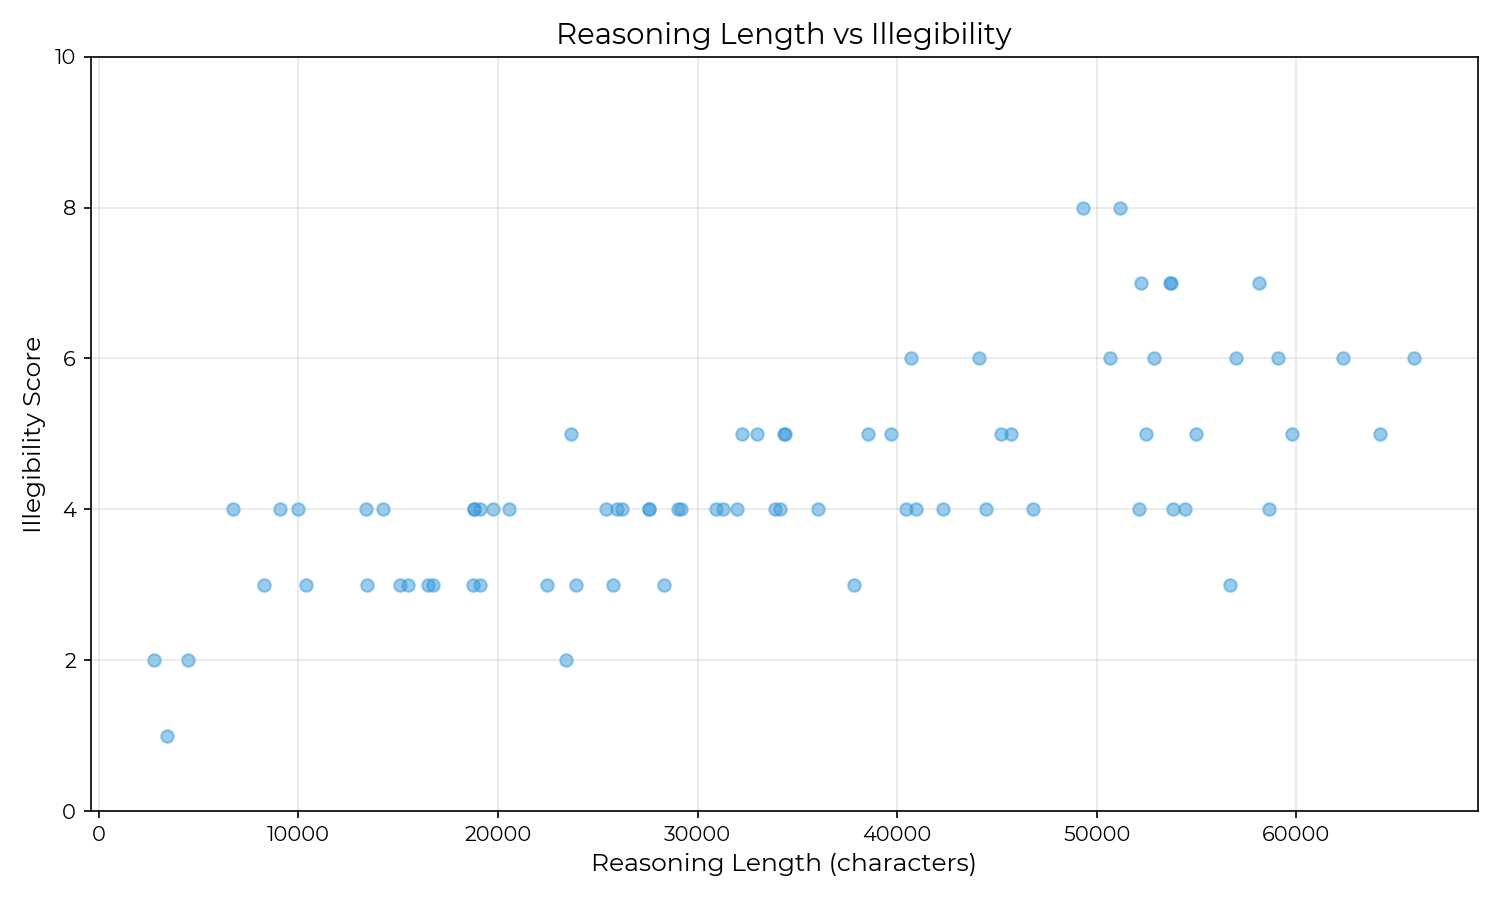 Reasoning Length vs Illegibility
10
8
6
4
2
0
Illegibility Score
0 10000 20000 30000 40000 50000 60000
Reasoning Length (characters)